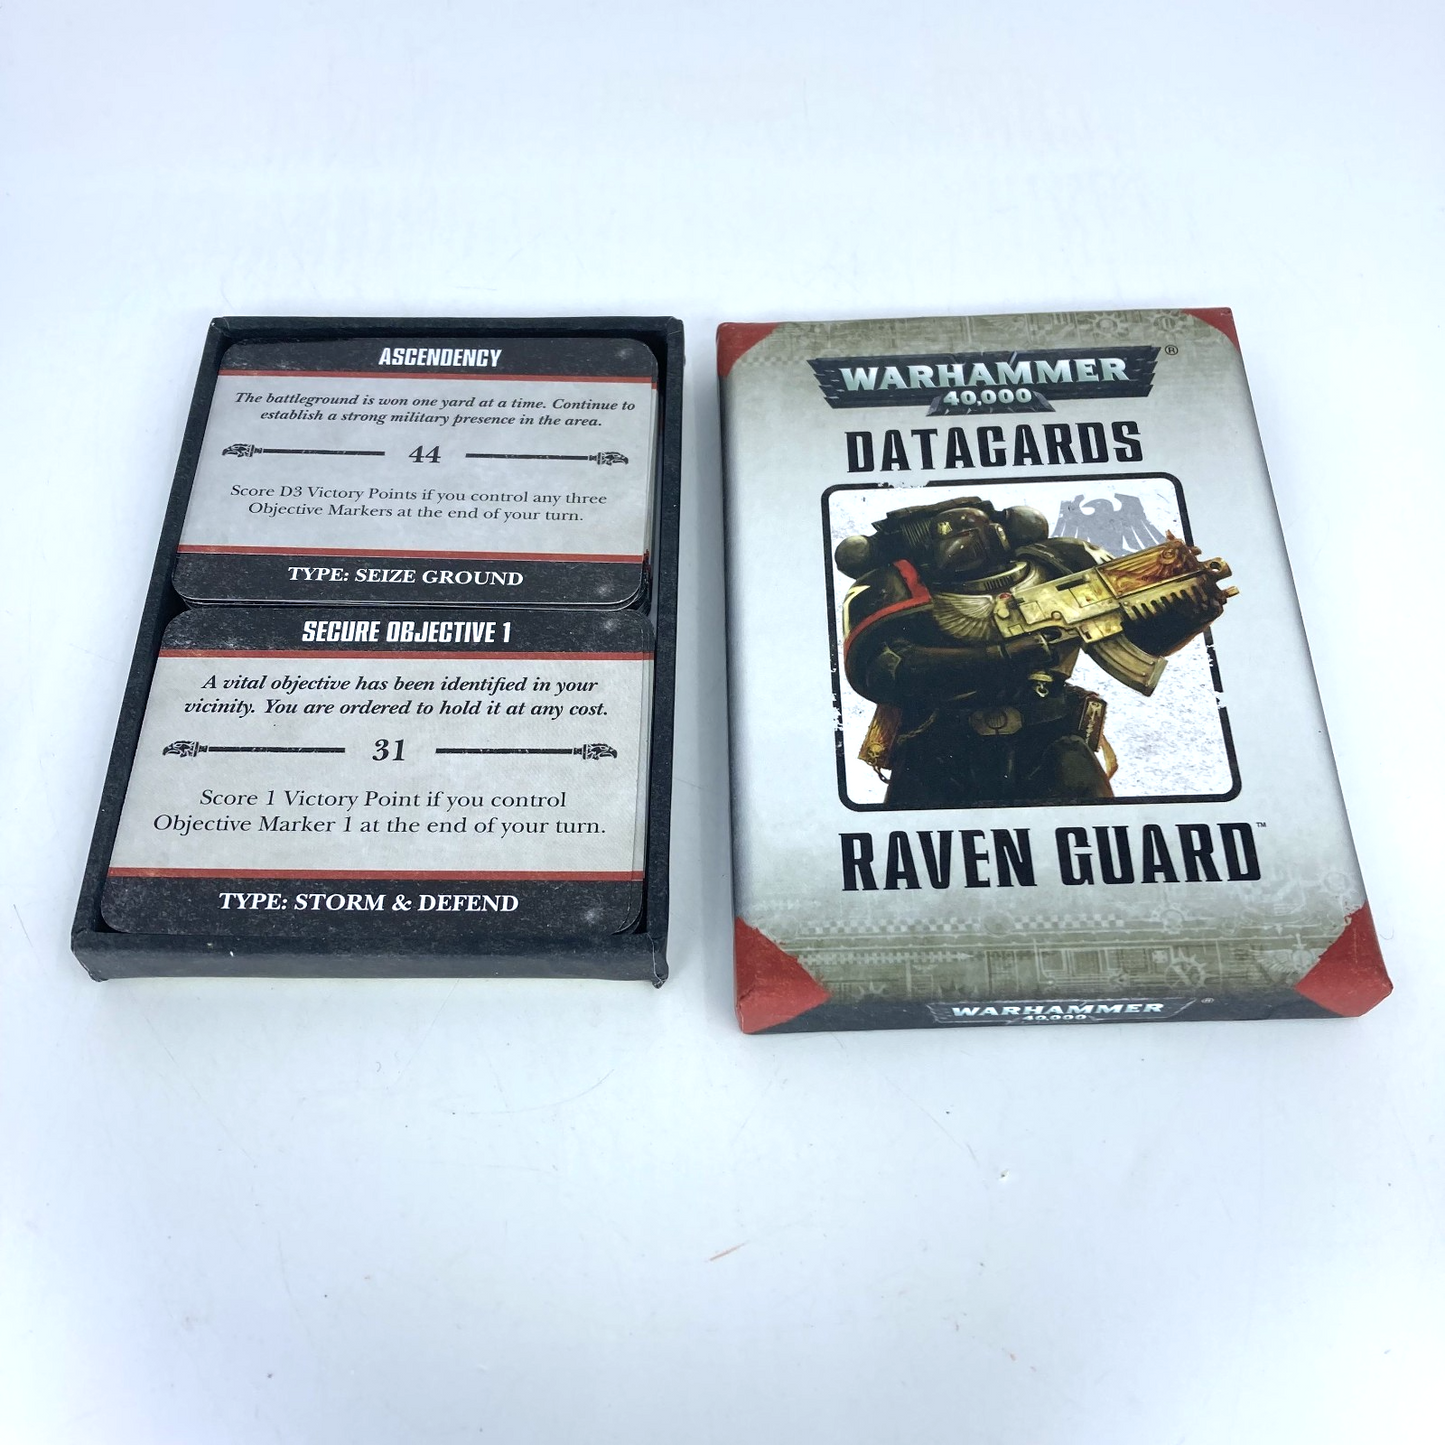 ASCENDENCY
The battleground is won one yard at a time. Continue to
establish a strong military presence in the area.
44
Score D3 Victory Points if you control any three
Objective Markers at the end of your turn.
TYPE: SEIZE GROUND
SECURE OBJECTIVE 1
A vital objective has been identified in your
vicinity. You are ordered to hold it at any cost.
31
Score 1 Victory Point if you control
Objective Marker 1 at the end of your turn.
TYPE: STORM & DEFEND
WARHAMMER®
40,000
DATACARDS
RAVEN GUARD™
WARHAMMER®
40,000